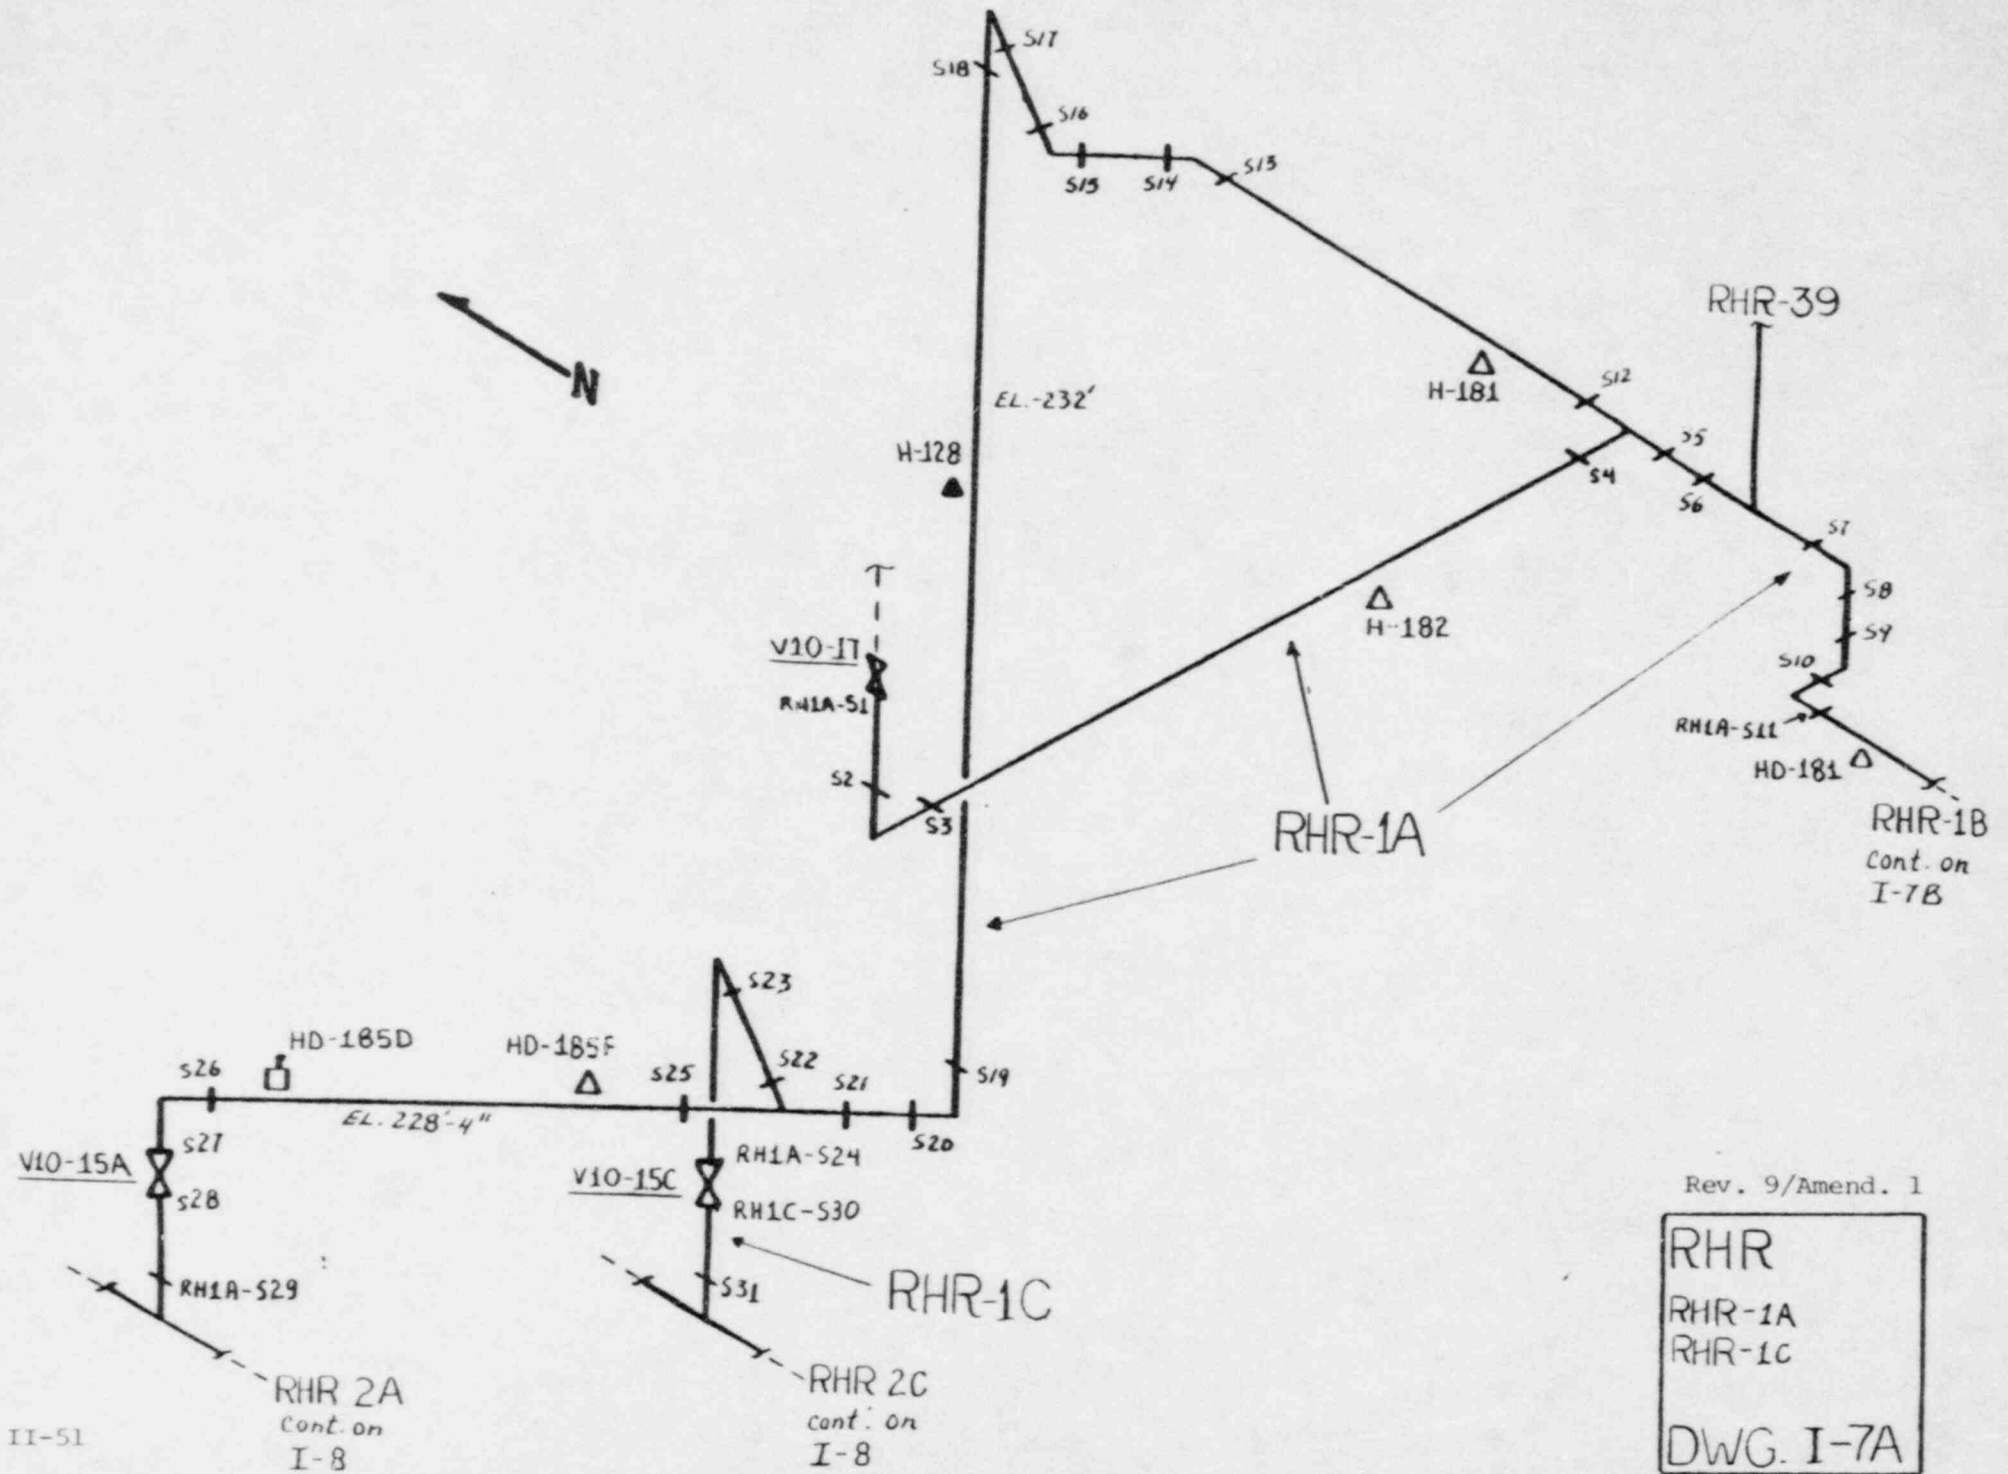 S17
S18
S16
S15
S14
S13
N
RHR-39
EL.-232'
H-181
S12
H-128
S5
S4
S6
S7
H-182
S8
S9
V10-17
S10
RH1A-S1
RH1A-S11
HD-181
S2
S3
RHR-1A
RHR-1B
Cont. on
I-7B
S23
HD-185D
HD-185F
S26
S25
S22
S21
S19
EL. 228'-4"
S20
S27
V10-15A
RH1A-S24
V10-15C
S28
RH1C-S30
Rev. 9/Amend. 1
RH1A-S29
S31
RHR-1C
RHR
RHR-1A
RHR-1C
DWG. I-7A
RHR 2A
Cont. on
I-8
RHR 2C
cont. on
I-8
II-51